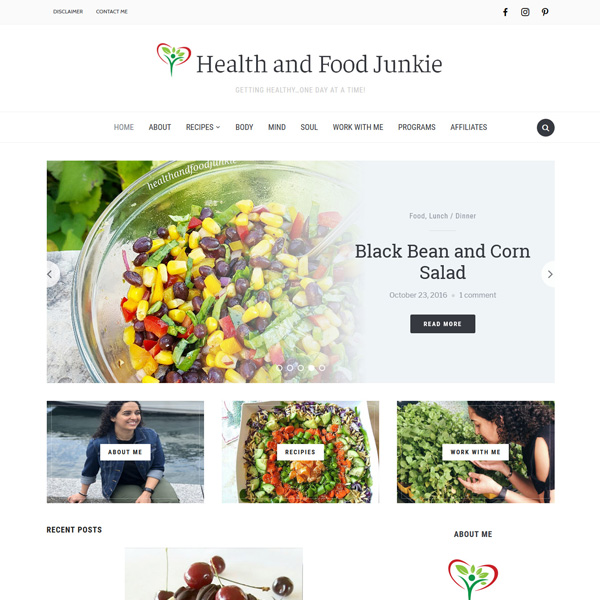 DISCLAIMER CONTACT ME
Health and Food Junkie
GETTING HEALTHY..ONE DAY AT A TIME!
HOME ABOUT RECIPES BODY MIND SOUL WORK WITH ME PROGRAMS AFFILIATES
healthandfoodjunkie
Food, Lunch / Dinner
Black Bean and Corn
Salad
October 23, 2016 1 comment
READ MORE
ABOUT ME
RECIPIES
WORK WITH ME
RECENT POSTS
ABOUT ME